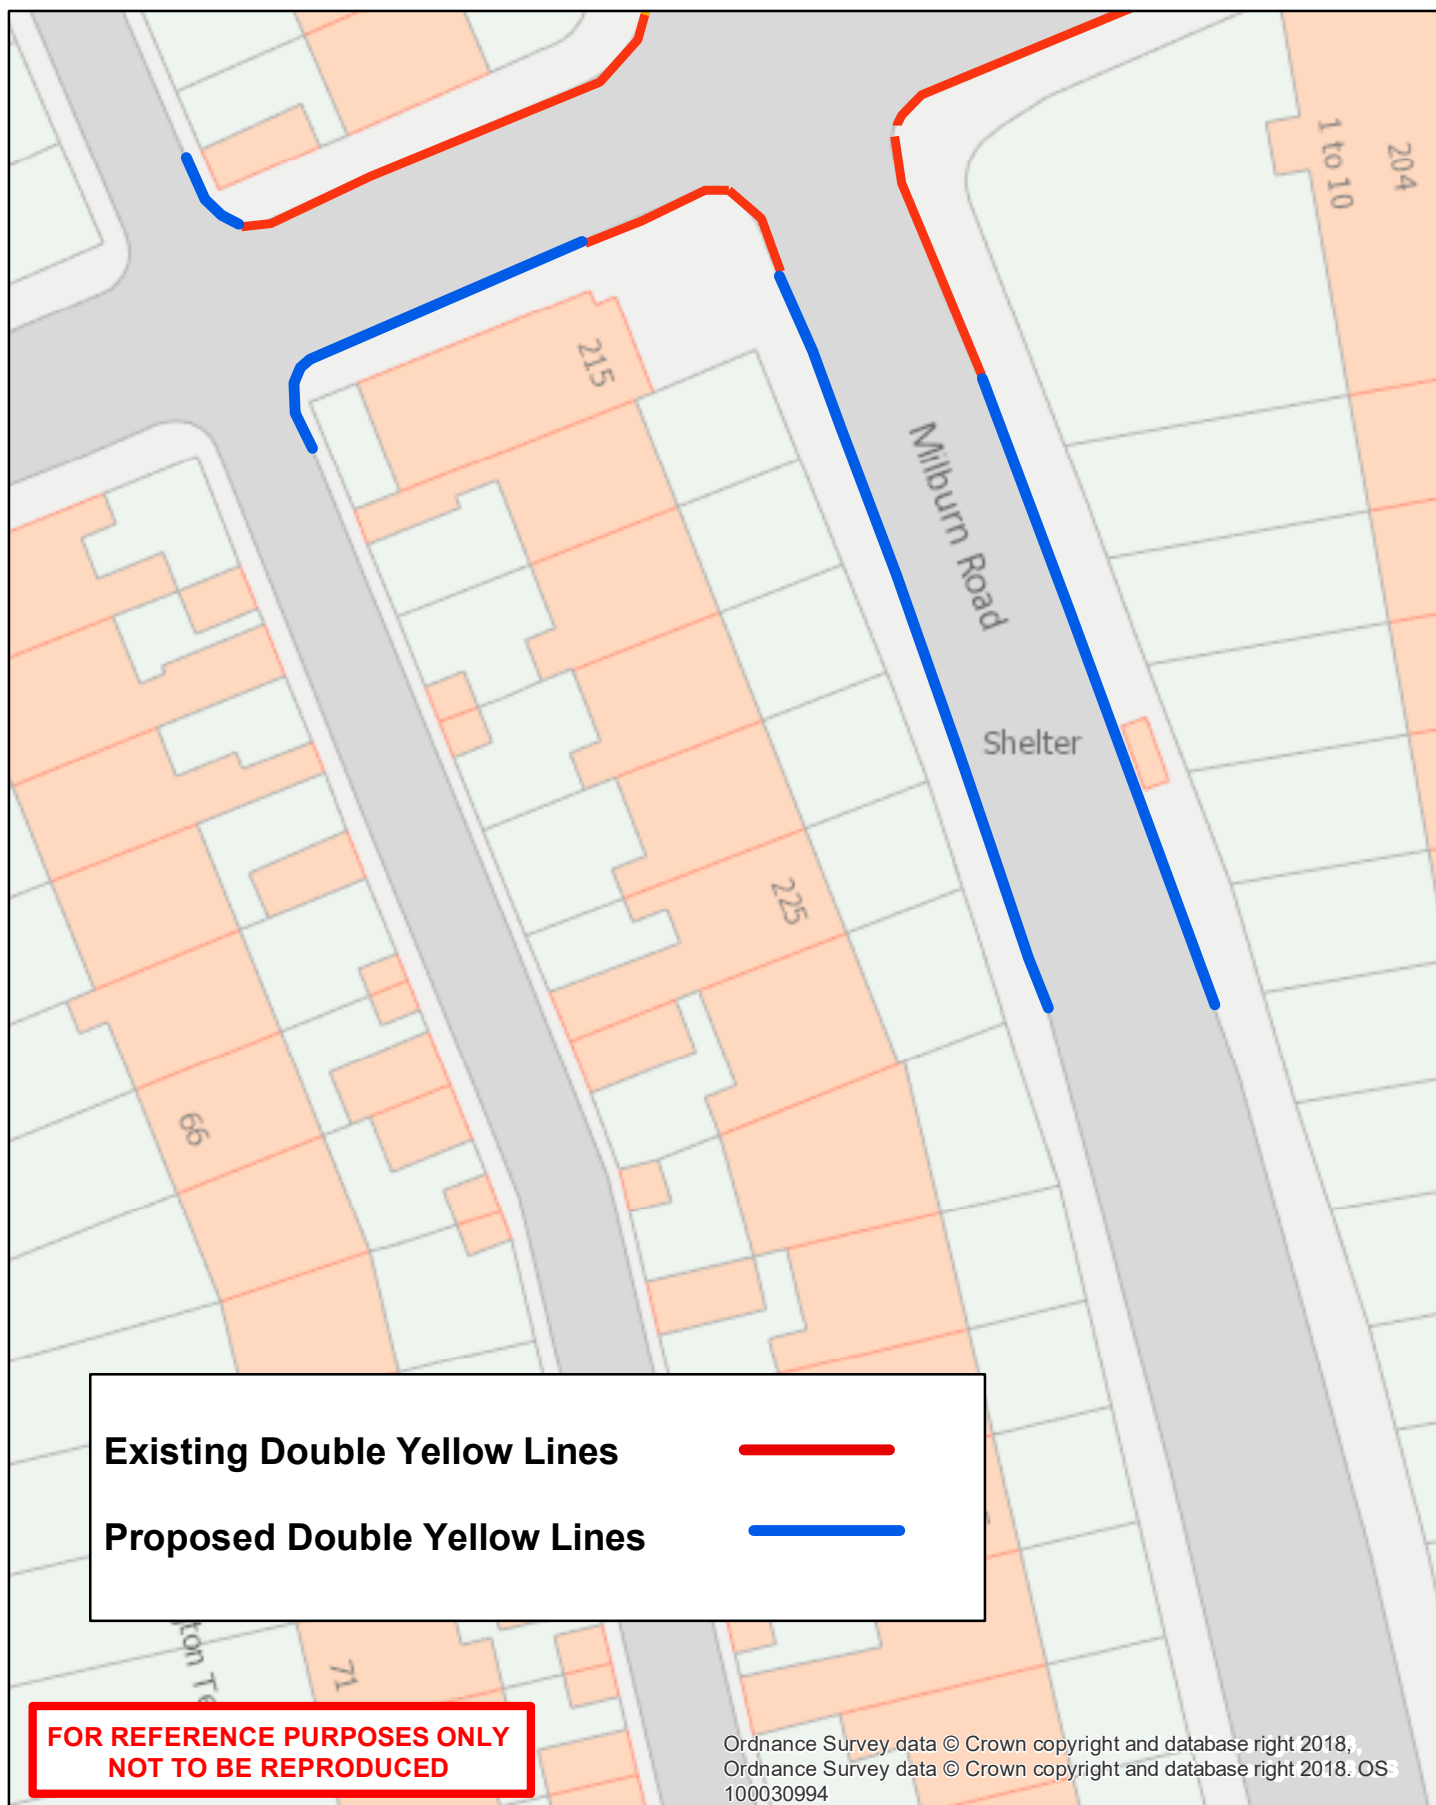 1 to 10
204
215
Milburn Road
Shelter
225
66
Existing Double Yellow Lines
Proposed Double Yellow Lines
71
FOR REFERENCE PURPOSES ONLY
NOT TO BE REPRODUCED
Ordnance Survey data © Crown copyright and database right 2018,
Ordnance Survey data © Crown copyright and database right 2018. OS
100030994